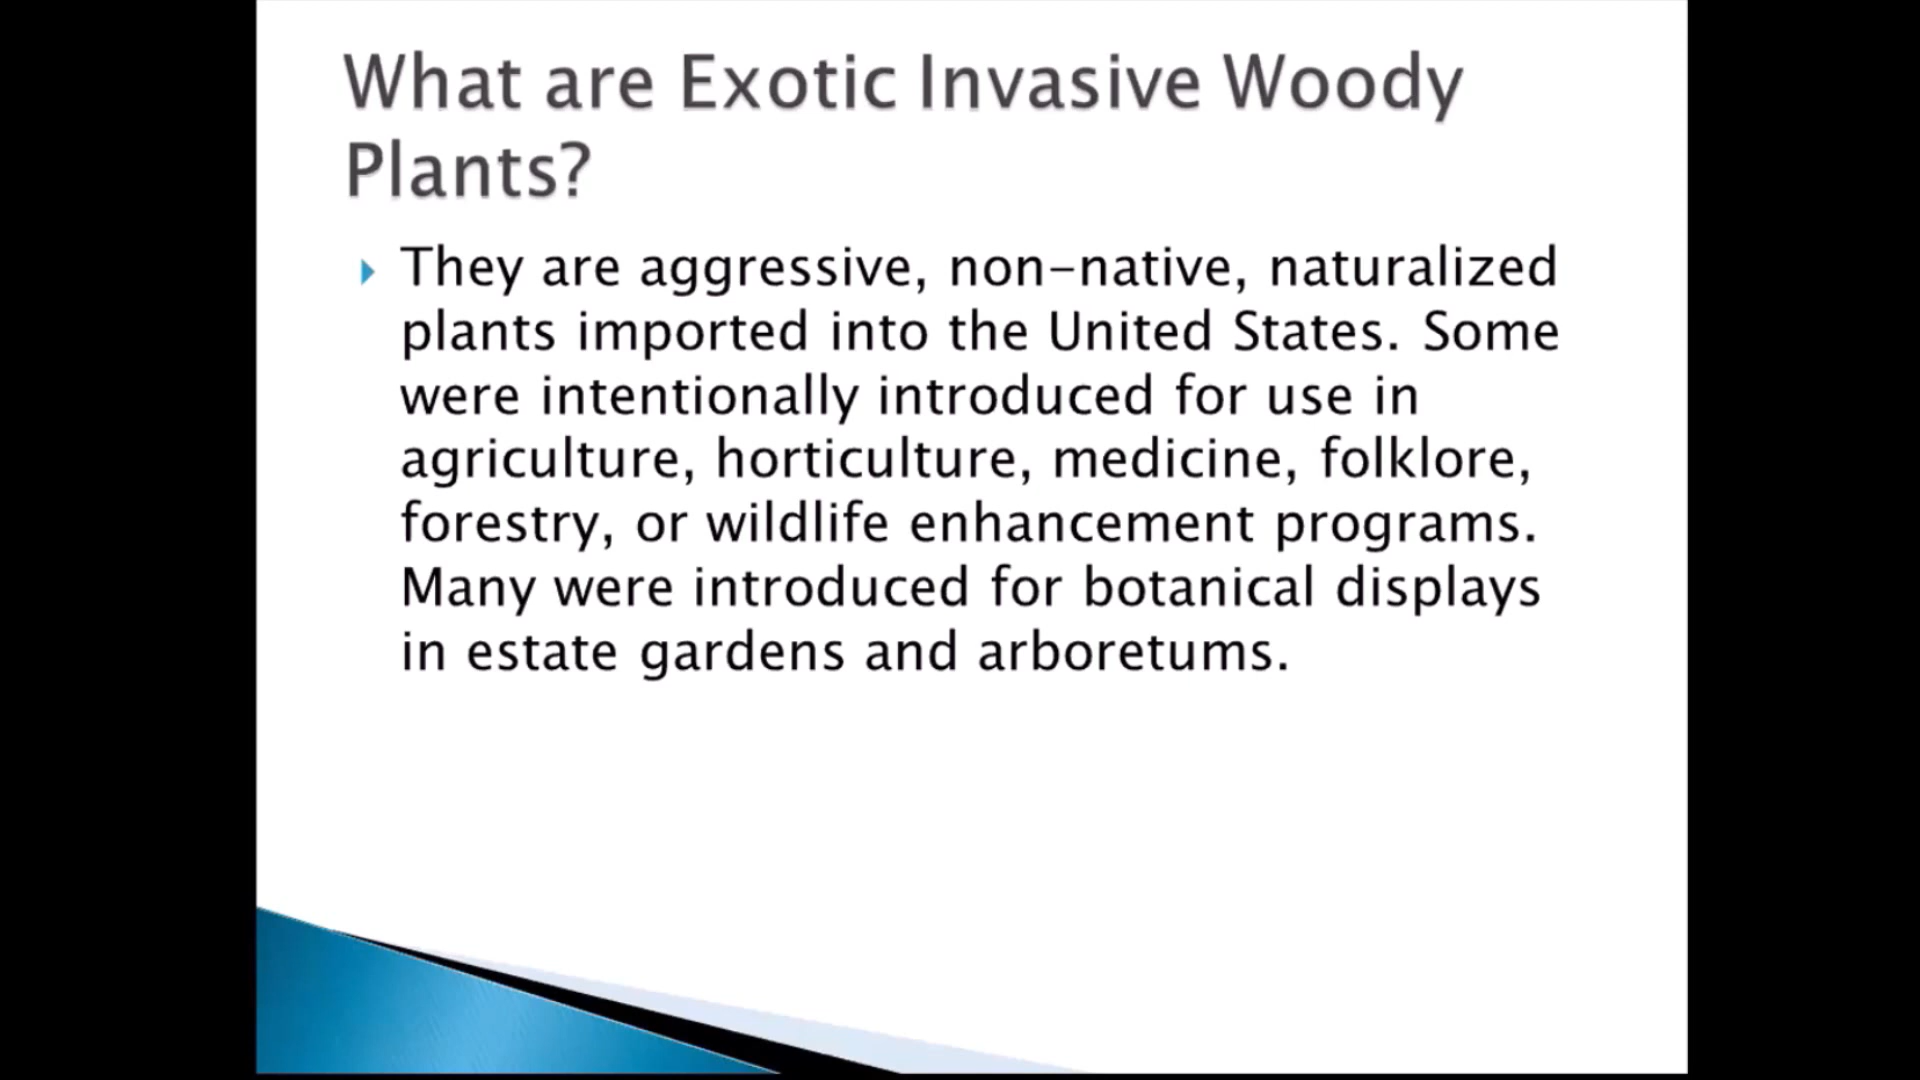 What are Exotic Invasive Woody
Plants?
They are aggressive, non-native, naturalized
plants imported into the United States. Some
were intentionally introduced for use in
agriculture, horticulture, medicine, folklore,
forestry, or wildlife enhancement programs.
Many were introduced for botanical displays
in estate gardens and arboretums.